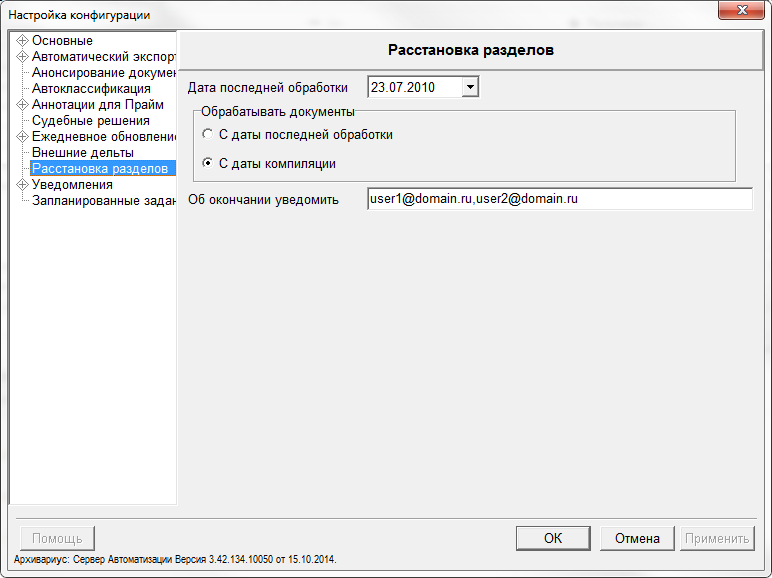 Настройка конфигурации
Основные
Автоматический экспорт
Анонсирование докумен
Автоклассификация
Аннотации для Прайм
Судебные решения
Ежедневное обновление
Внешние дельты
Расстановка разделов
Уведомления
Запланированные задан
Расстановка разделов
Дата последней обработки 23.07.2010
Обрабатывать документы
С даты последней обработки
С даты компиляции
Об окончании уведомить user1@domain.ru,user2@domain.ru
Помощь OK Отмена Применить
Архивариус: Сервер Автоматизации Версия 3.42.134.10050 от 15.10.2014.